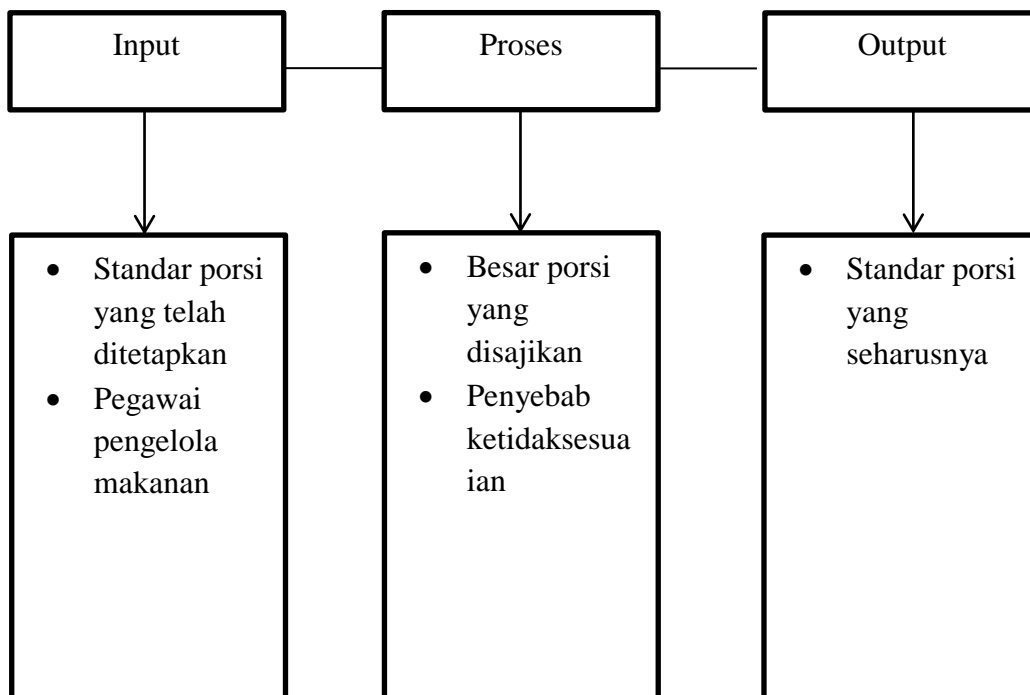 Input
Proses
Output
• Standar porsi
yang telah
ditetapkan
• Pegawai
pengelola
makanan
• Besar porsi
yang
disajikan
• Penyebab
ketidaksesua
ian
• Standar porsi
yang
seharusnya